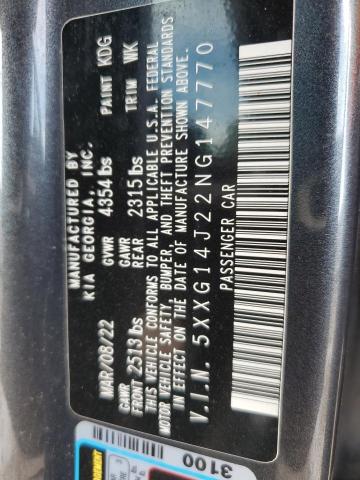 MANUFACTURED BY
KIA GEORGIA, INC.
MAR/08/22 GVWR 4354 lbs PAINT KDG
GAWR GAWR TRIM WK
FRONT 2513 lbs REAR 2315 lbs
THIS VEHICLE CONFORMS TO ALL APPLICABLE U.S.A. FEDERAL
MOTOR VEHICLE SAFETY, BUMPER, AND THEFT PREVENTION STANDARDS
IN EFFECT ON THE DATE OF MANUFACTURE SHOWN ABOVE.
V.I.N. 5XXG14J22NG147770
PASSENGER CAR
3100